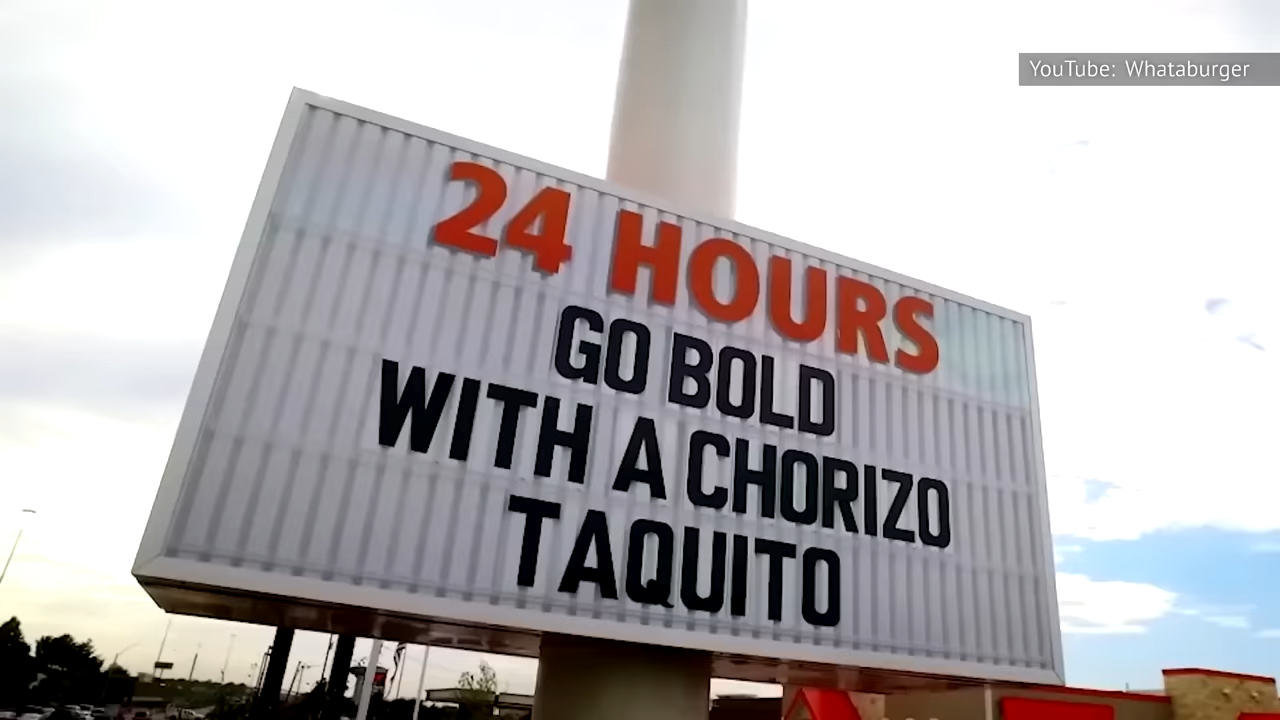 YouTube: Whataburger
24 HOURS
GO BOLD
WITH A CHORIZO
TAQUITO